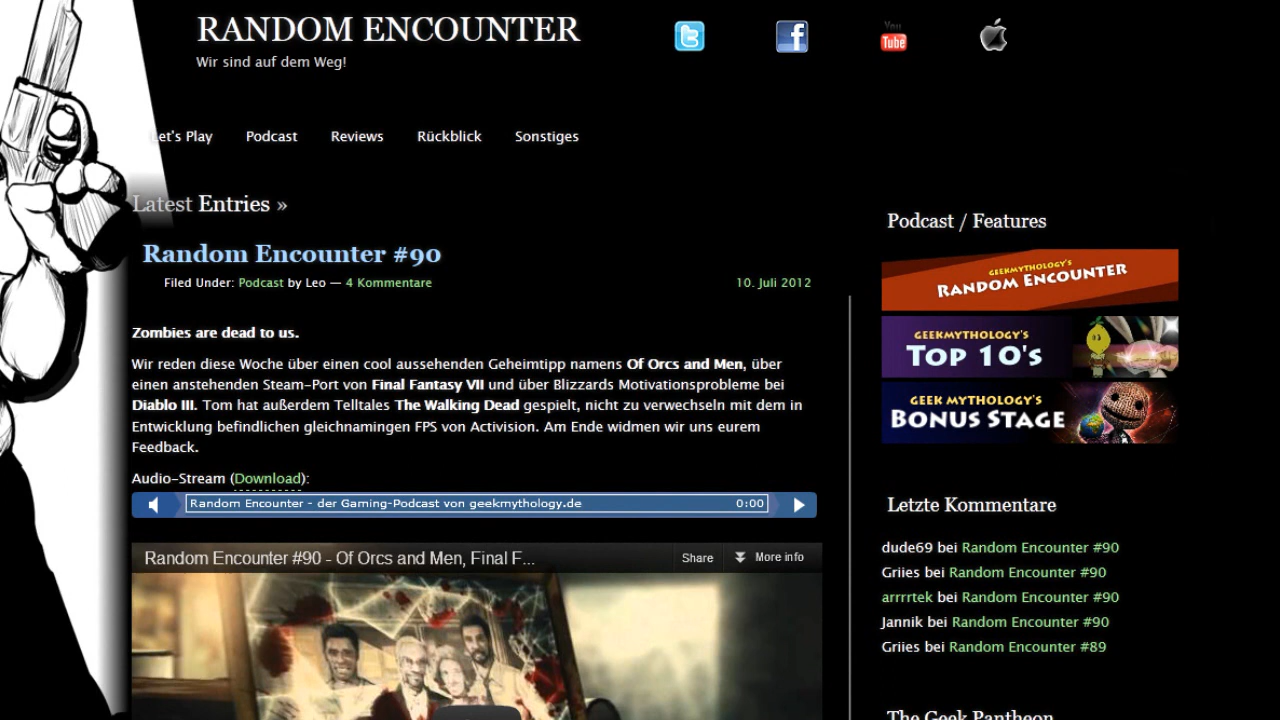 RANDOM ENCOUNTER
Wir sind auf dem Weg!
You
Tube
Let's Play Podcast Reviews Rückblick Sonstiges
Latest Entries »
Random Encounter #90
Filed Under: Podcast by Leo — 4 Kommentare 10. Juli 2012
Zombies are dead to us.
Wir reden diese Woche über einen cool aussehenden Geheimtipp namens Of Orcs and Men, über
einen anstehenden Steam-Port von Final Fantasy VII und über Blizzards Motivationsprobleme bei
Diablo III. Tom hat außerdem Telltales The Walking Dead gespielt, nicht zu verwechseln mit dem in
Entwicklung befindlichen gleichnamingen FPS von Activision. Am Ende widmen wir uns eurem
Feedback.
Audio-Stream (Download):
Random Encounter - der Gaming-Podcast von geekmythology.de 0:00
Random Encounter #90 - Of Orcs and Men, Final F... Share More info
Podcast / Features
GEEKMYTHOLOGY'S
RANDOM ENCOUNTER
GEEKMYTHOLOGY'S
TOP 10'S
GEEK MYTHOLOGY'S
BONUS STAGE
Letzte Kommentare
dude69 bei Random Encounter #90
Griies bei Random Encounter #90
arrrrtek bei Random Encounter #90
Jannik bei Random Encounter #90
Griies bei Random Encounter #89
The Geek Pantheon